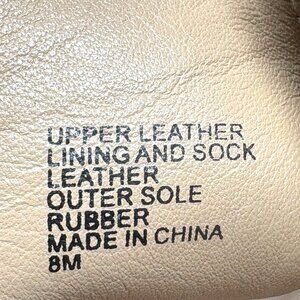 UPPER LEATHER
LINING AND SOCK
LEATHER
OUTER SOLE
RUBBER
MADE IN CHINA
8M